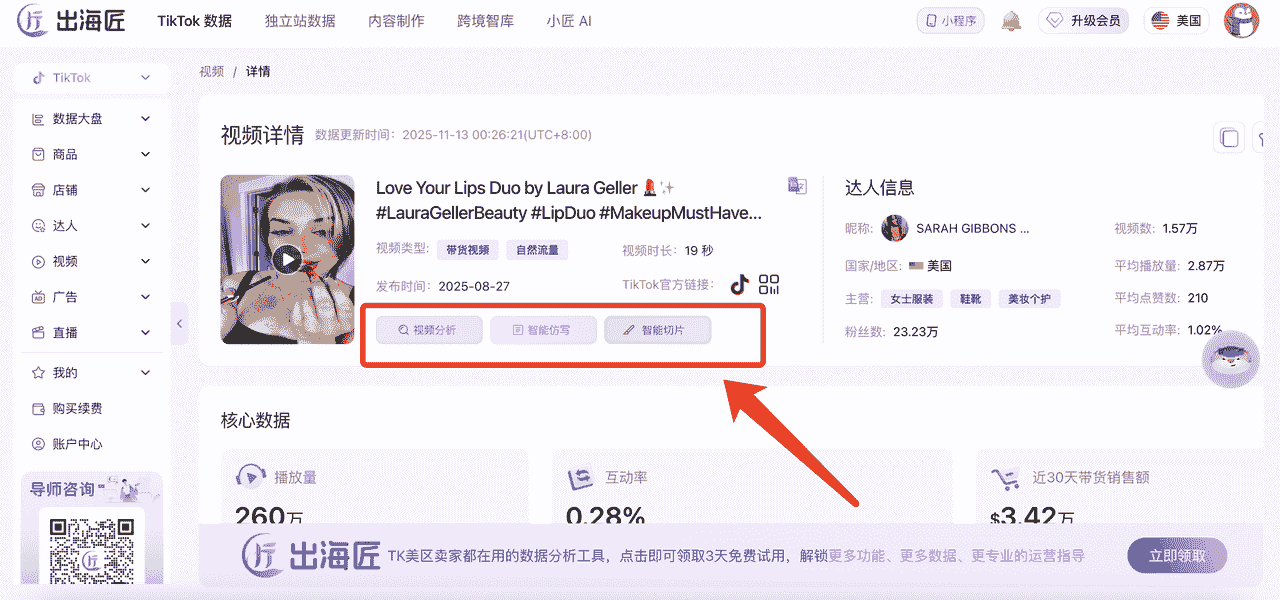 出海匠
TikTok 数据
独立站数据
内容制作
跨境智库
小匠 AI
小程序
升级会员
美国
TikTok
数据大盘
商品
店铺
达人
视频
广告
直播
我的
购买续费
账户中心
导师咨询
视频 / 详情
视频详情 数据更新时间：2025-11-13 00:26:21(UTC+8:00)
Love Your Lips Duo by Laura Geller 💄✨
#LauraGellerBeauty #LipDuo #MakeupMustHave...
视频类型: 带货视频 自然流量 视频时长: 19 秒
发布时间: 2025-08-27 TikTok官方链接:
视频分析 智能仿写 智能切片
达人信息
昵称: SARAH GIBBONS ... 视频数: 1.57万
国家/地区: 美国 平均播放量: 2.87万
主营: 女士服装 鞋靴 美妆个护 平均点赞数: 210
粉丝数: 23.23万 平均互动率: 1.02%
核心数据
播放量
260万
互动率
0.28%
近30天带货销售额
$3.42万
出海匠 TK美区卖家都在用的数据分析工具，点击即可领取3天免费试用，解锁更多功能、更多数据、更专业的运营指导 立即领取